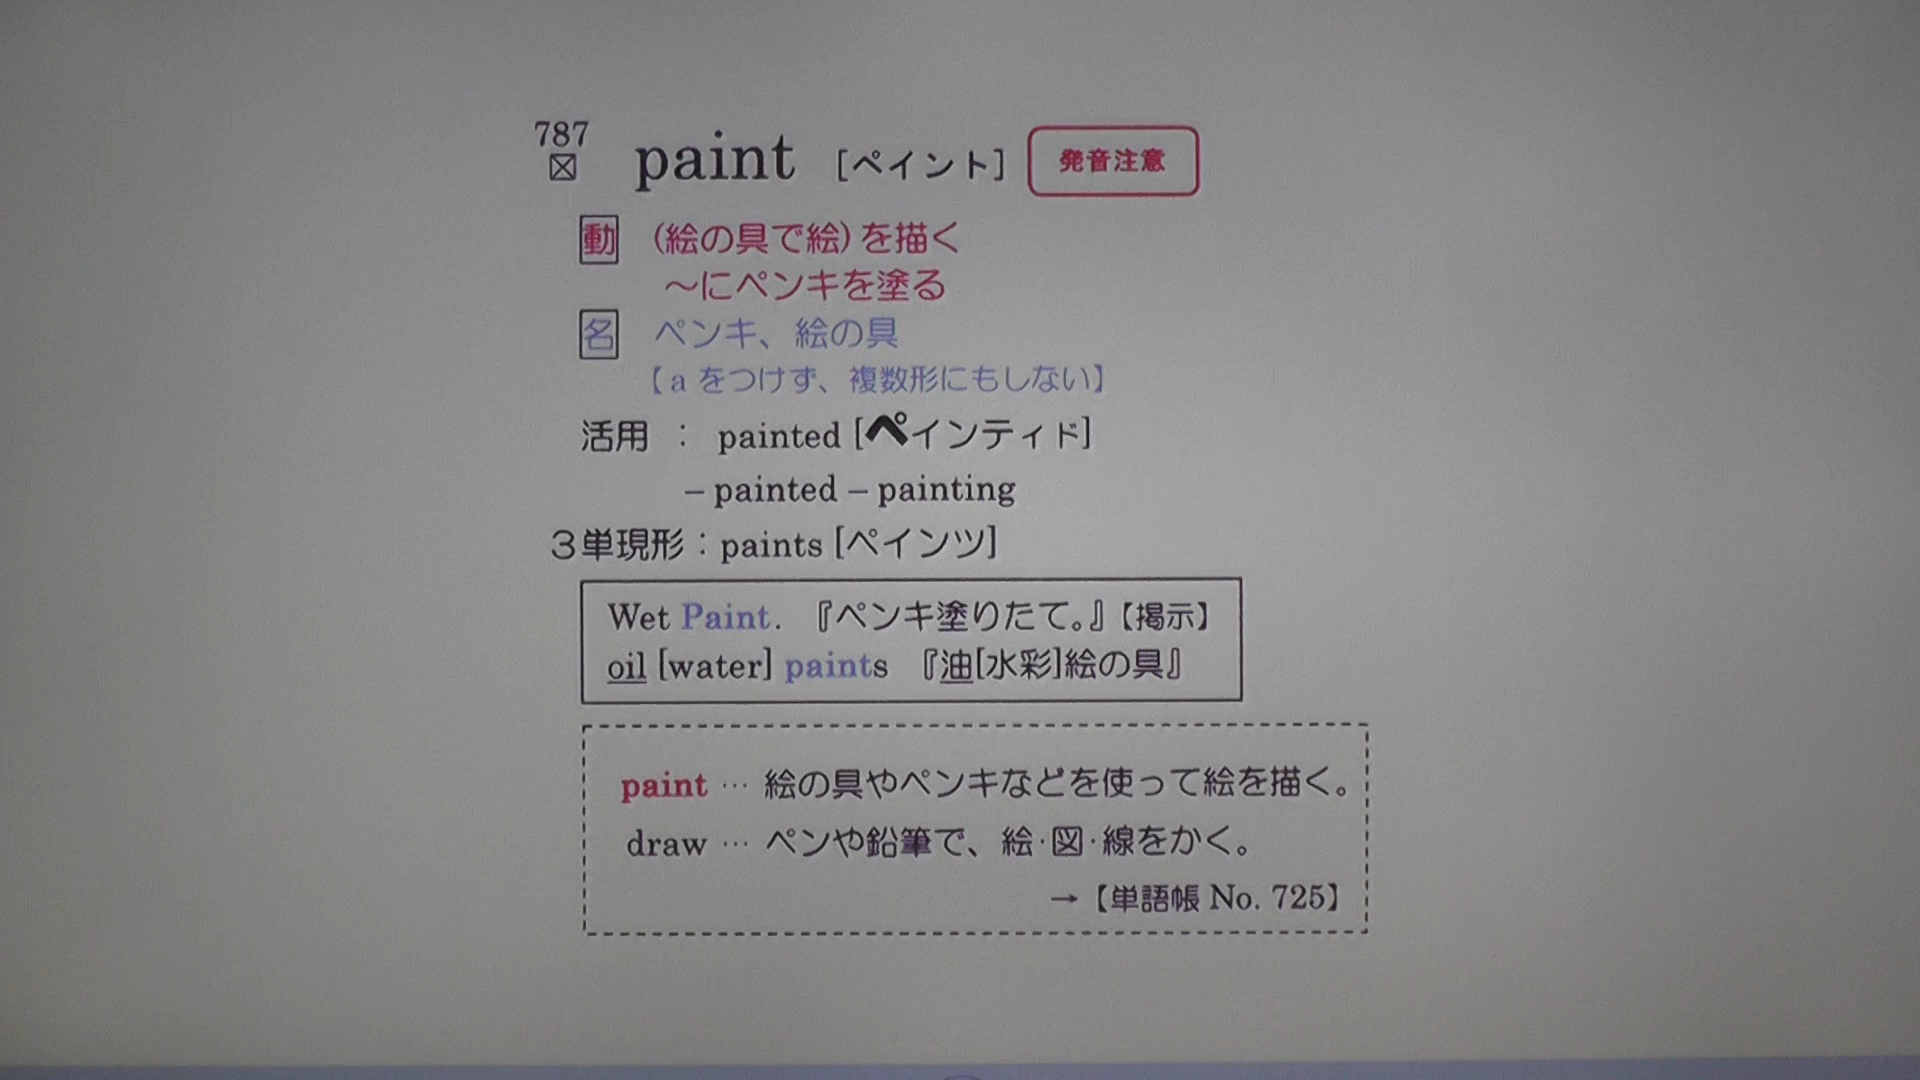 787
☒ paint [ペイント] 発音注意
動 (絵の具で絵)を描く
〜にペンキを塗る
名 ペンキ、絵の具
【a をつけず、複数形にもしない】
活用 : painted [ペインティド]
– painted – painting
3単現形：paints [ペインツ]
Wet Paint. 『ペンキ塗りたて。』【掲示】
oil [water] paints 『油[水彩]絵の具』
paint … 絵の具やペンキなどを使って絵を描く。
draw … ペンや鉛筆で、絵·図·線をかく。
→【単語帳 No. 725】